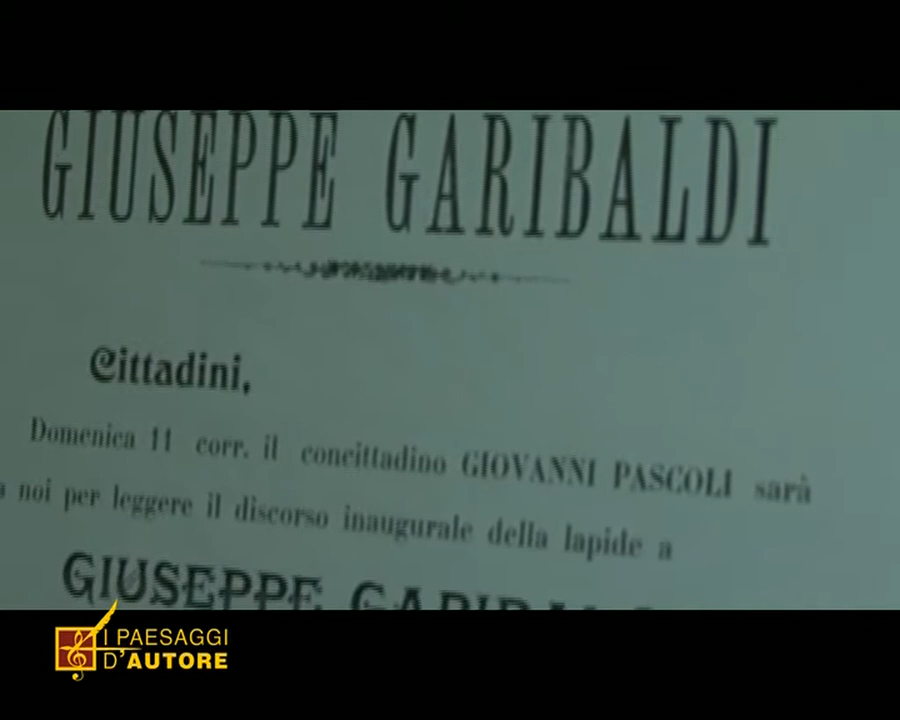 GIUSEPPE GARIBALDI
Cittadini,
Domenica 11 corr. il concittadino GIOVANNI PASCOLI sarà
noi per leggere il discorso inaugurale della lapide a
GIUSEPPE
I PAESAGGI
D'AUTORE